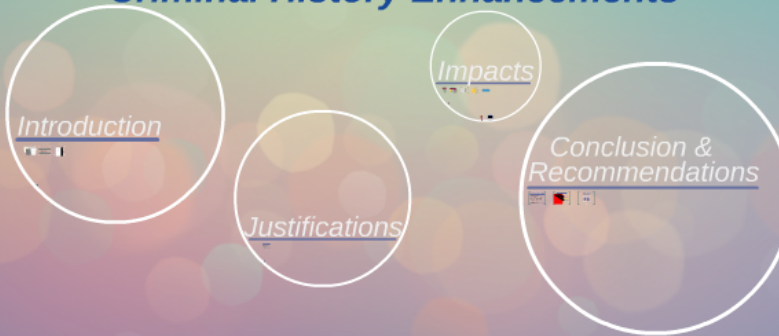 Criminal History Enhancements
Introduction
Justifications
Impacts
Conclusion &
Recommendations